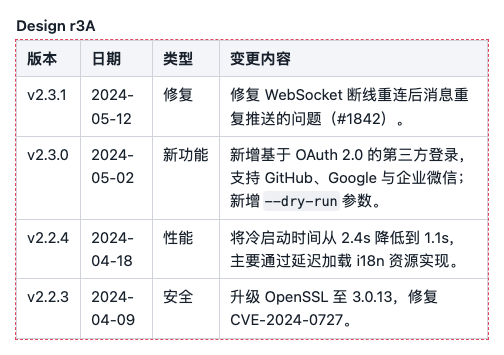 Design r3A
版本 日期 类型 变更内容
v2.3.1 2024-05-12 修复 修复 WebSocket 断线重连后消息重
复推送的问题（#1842）。
v2.3.0 2024-05-02 新功能 新增基于 OAuth 2.0 的第三方登录，
支持 GitHub、Google 与企业微信；
新增 --dry-run 参数。
v2.2.4 2024-04-18 性能 将冷启动时间从 2.4s 降低到 1.1s，
主要通过延迟加载 i18n 资源实现。
v2.2.3 2024-04-09 安全 升级 OpenSSL 至 3.0.13，修复
CVE-2024-0727。